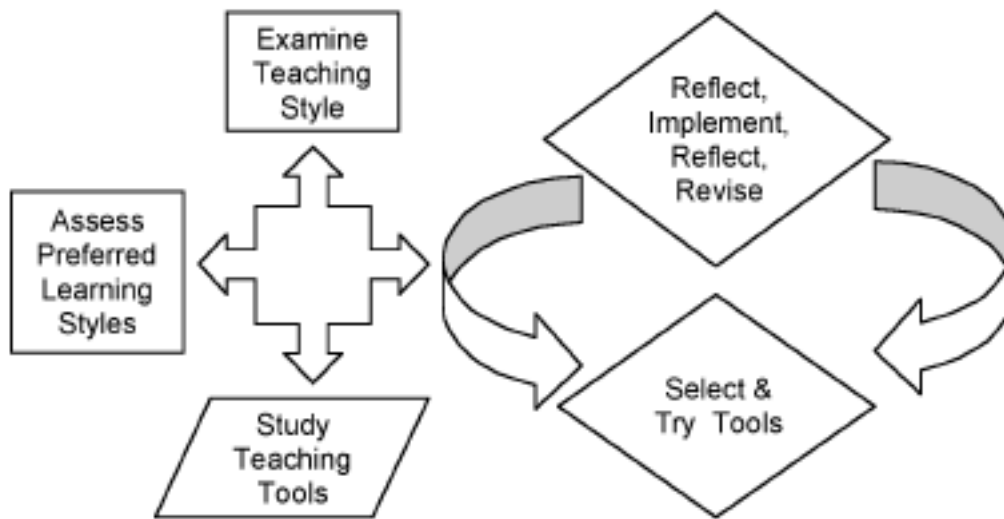 Examine
Teaching
Style
Reflect,
Implement,
Reflect,
Revise
Assess
Preferred
Learning
Styles
Select &
Try Tools
Study
Teaching
Tools